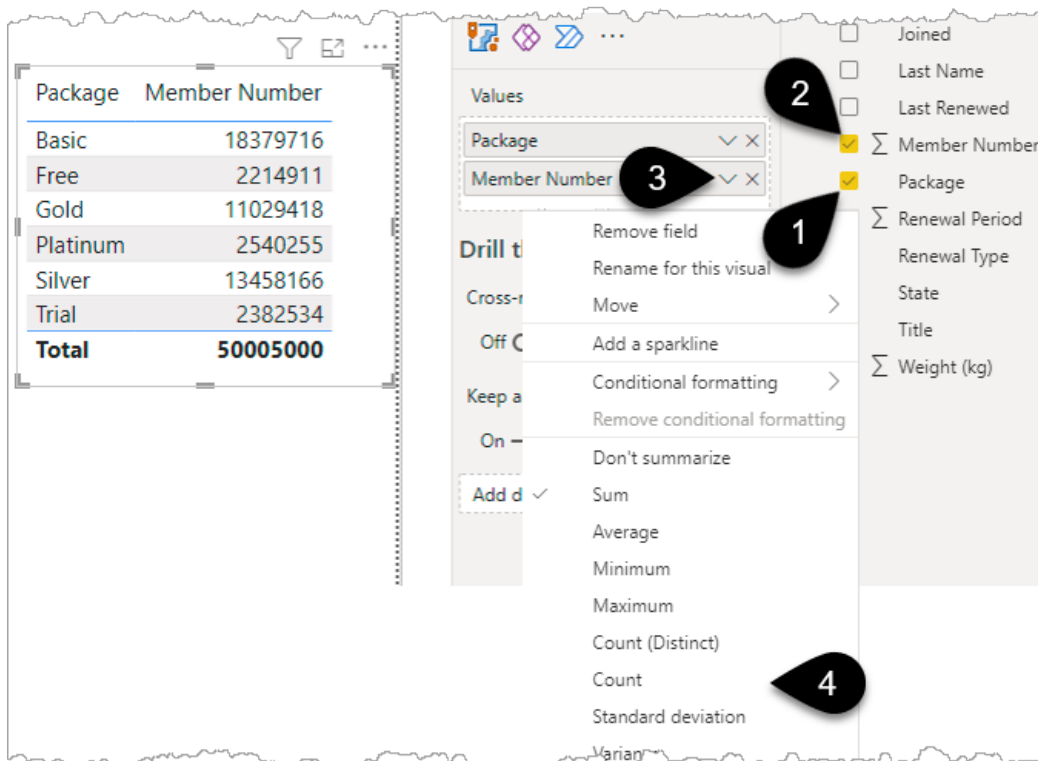 Package Member Number
Basic 18379716
Free 2214911
Gold 11029418
Platinum 2540255
Silver 13458166
Trial 2382534
Total 50005000
Values
Package
Member Number
3
Drill t
Cross-r
Off
Keep a
On
Add d
Remove field
Rename for this visual
Move
Add a sparkline
Conditional formatting
Remove conditional formatting
Don't summarize
Sum
Average
Minimum
Maximum
Count (Distinct)
Count
4
Standard deviation
Joined
Last Name
2
Last Renewed
Σ Member Number
Package
1
Σ Renewal Period
Renewal Type
State
Title
Σ Weight (kg)